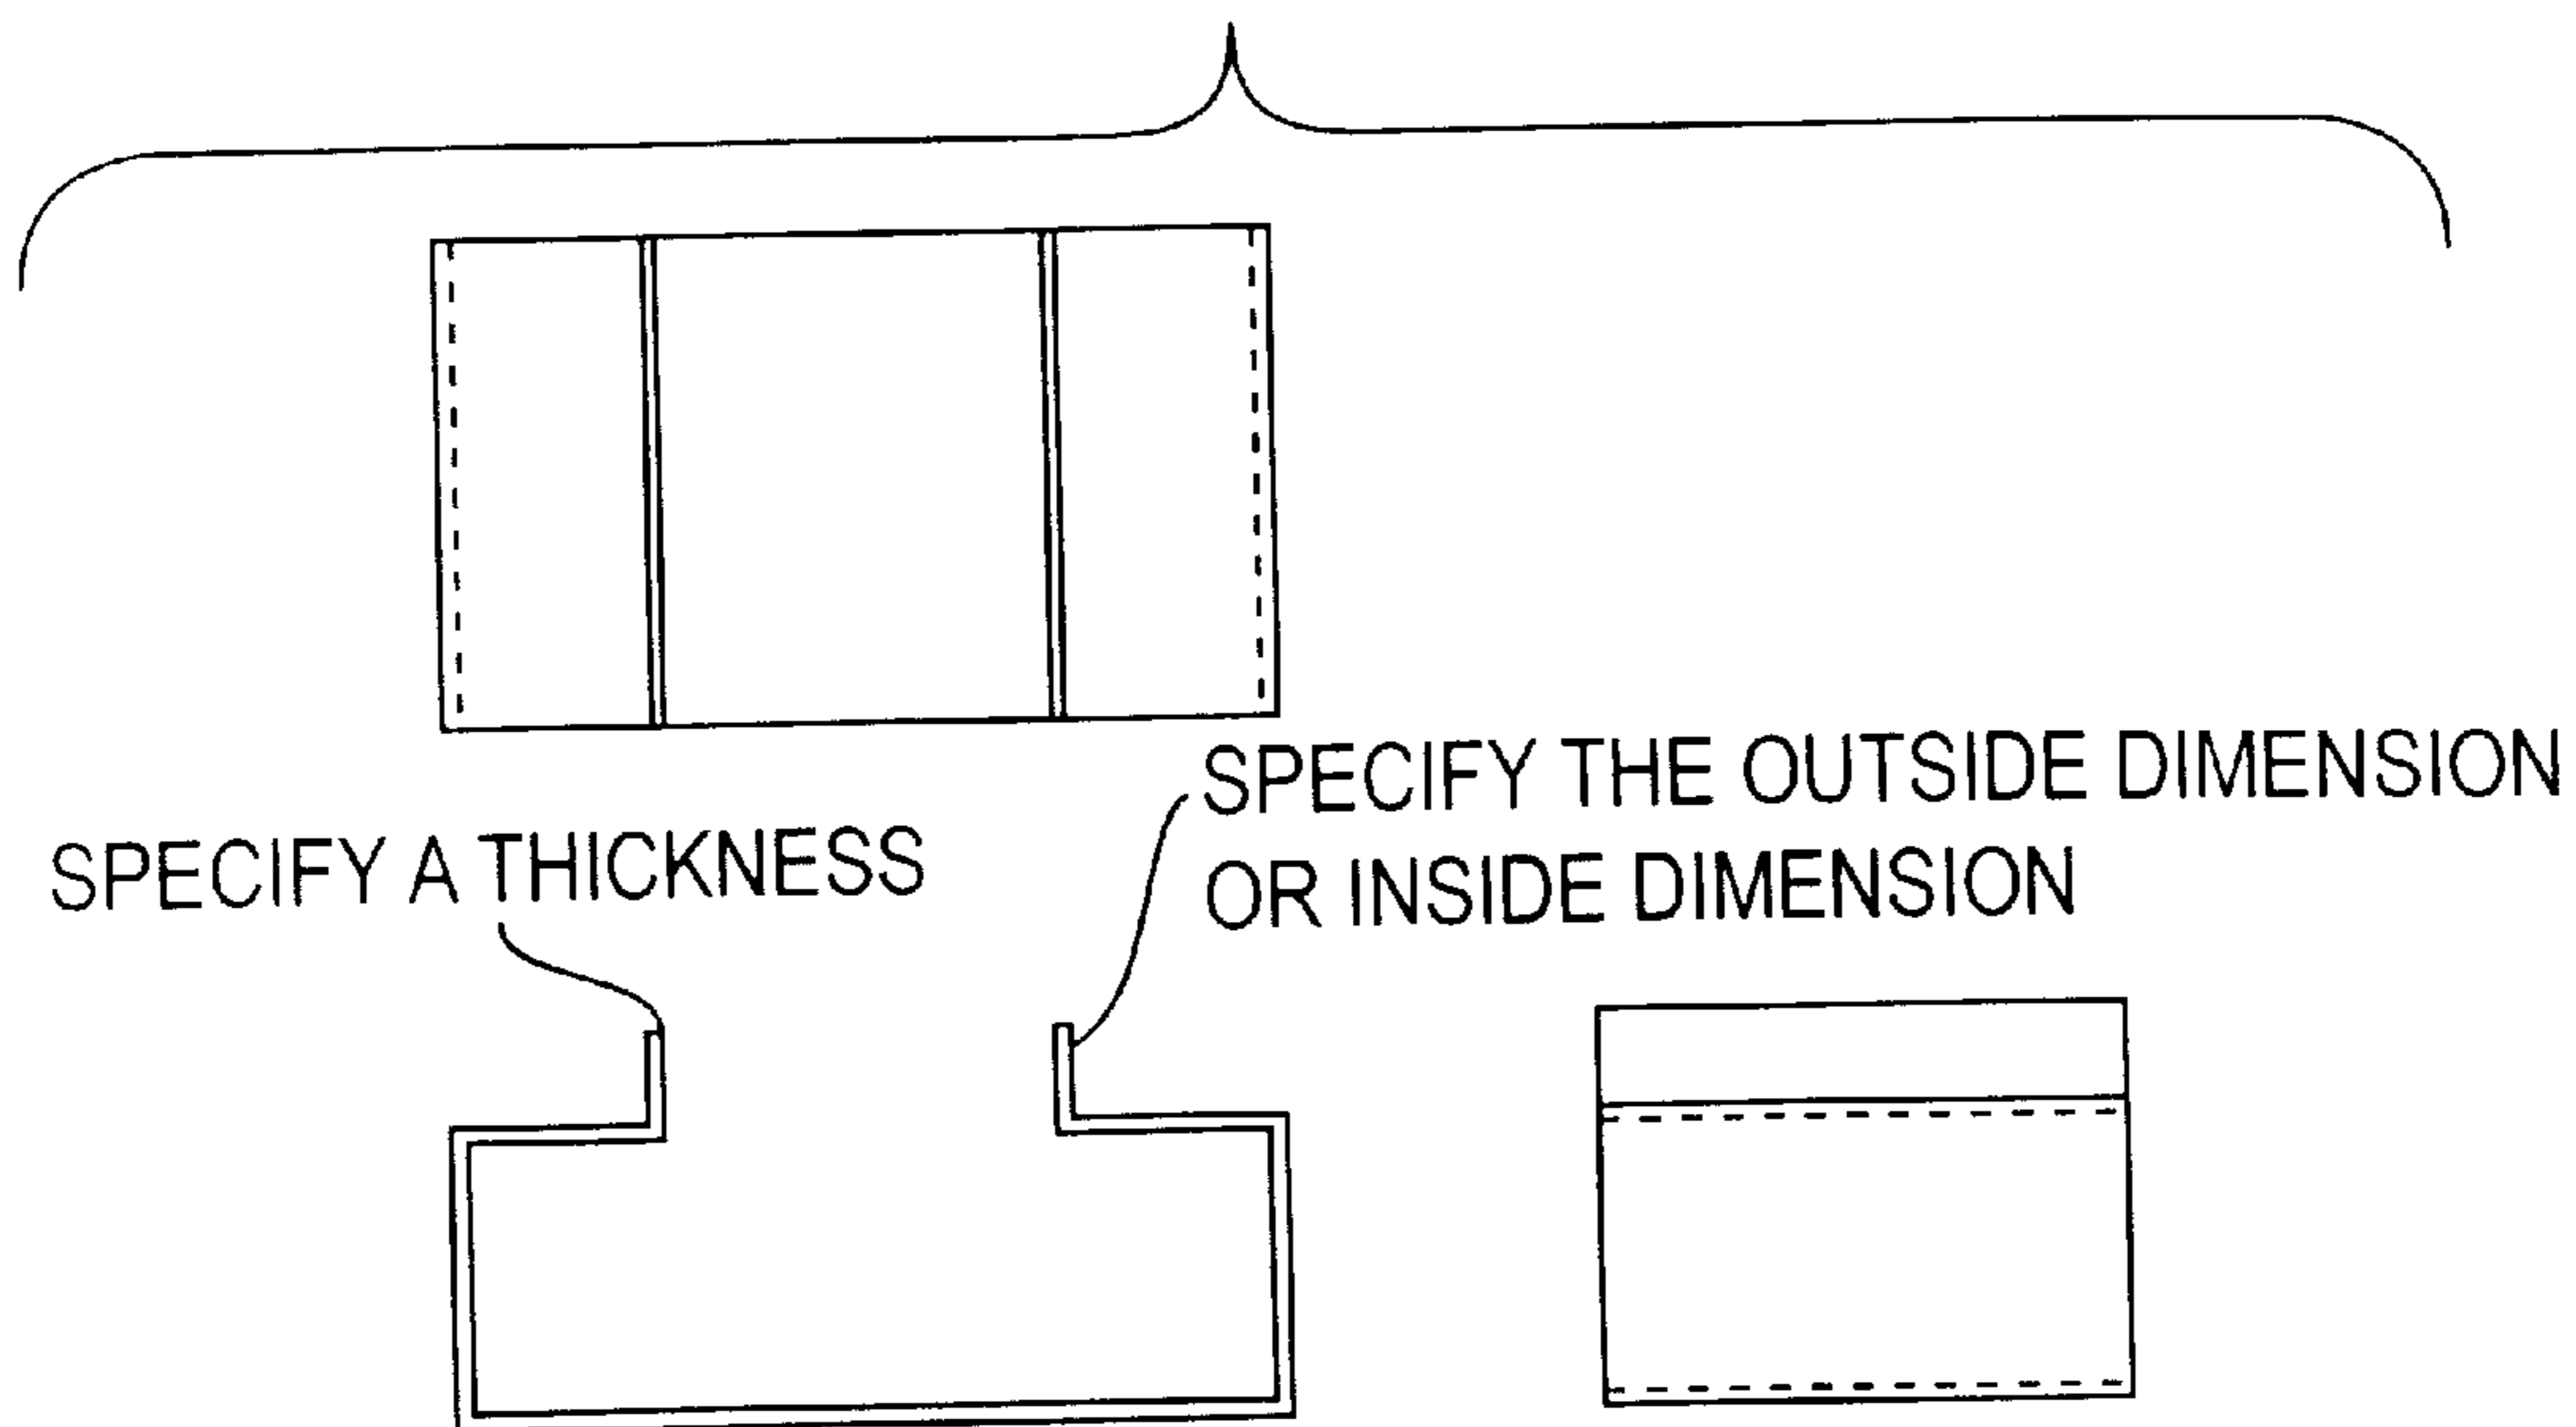 SPECIFY THE OUTSIDE DIMENSION
OR INSIDE DIMENSION
SPECIFY A THICKNESS